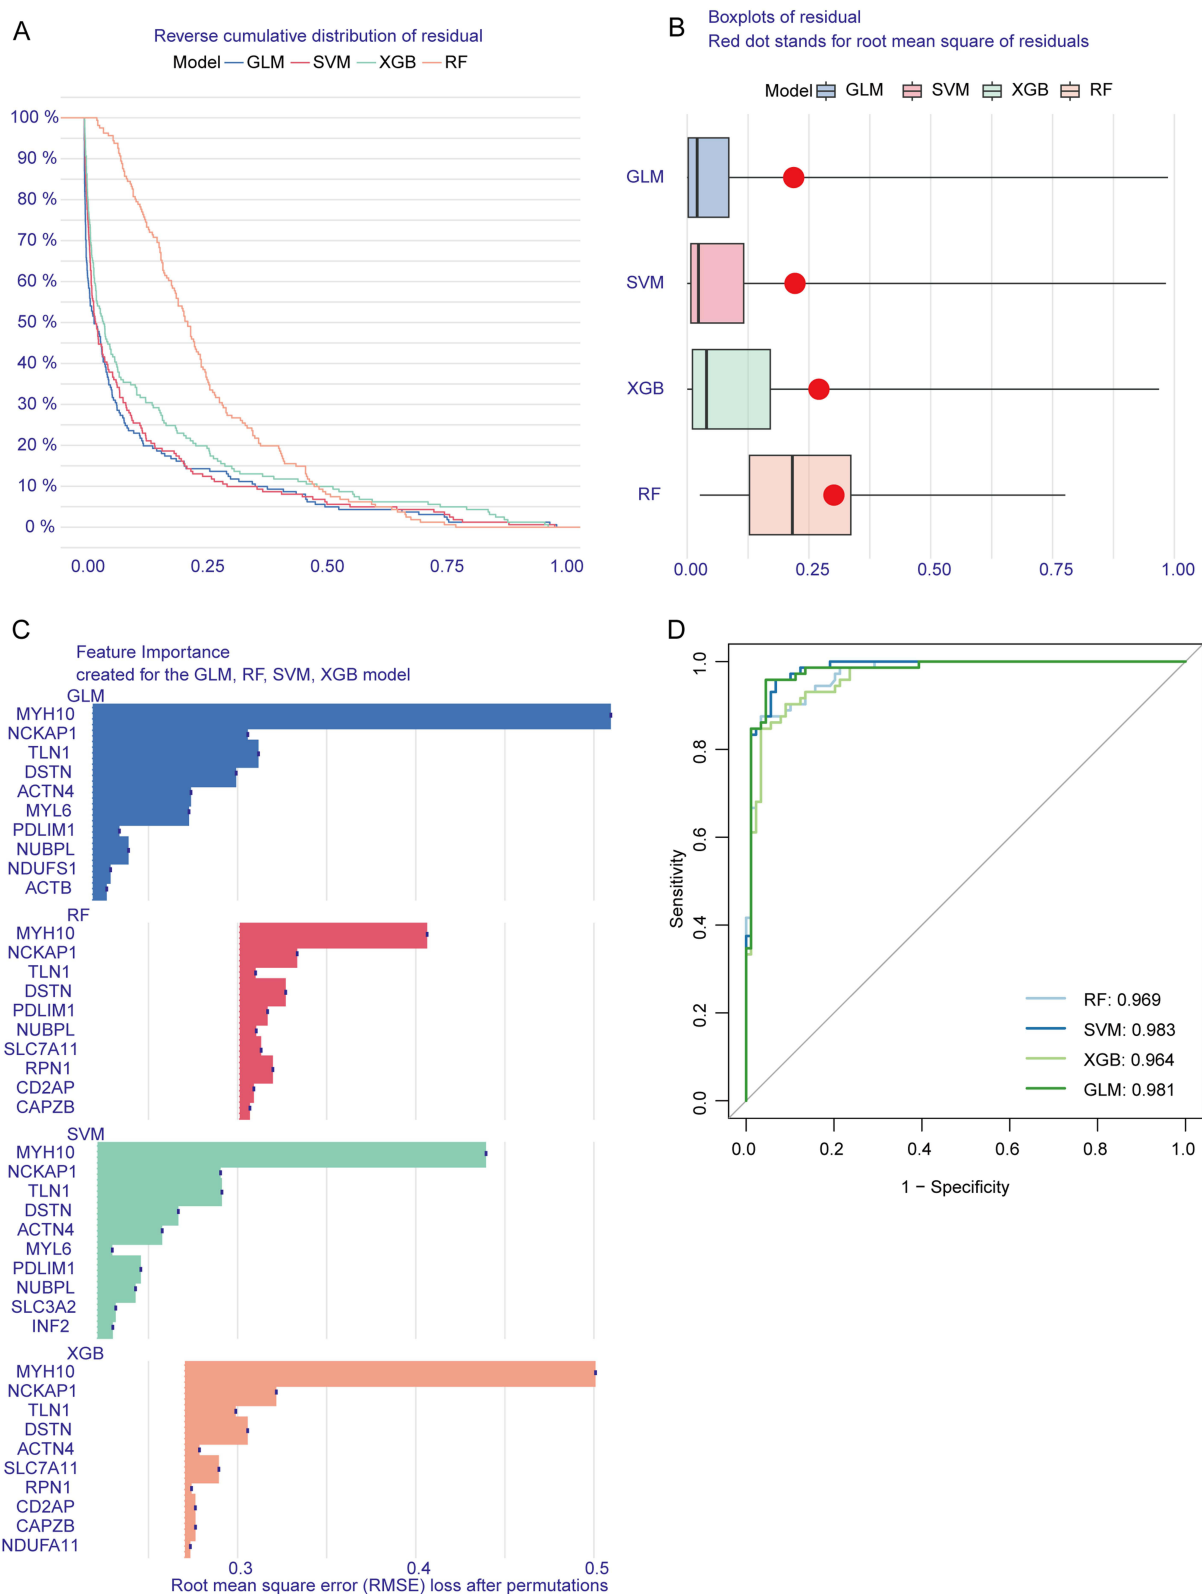 A
Reverse cumulative distribution of residual
Model GLM SVM XGB RF
100 %
90 %
80 %
70 %
60 %
50 %
40 %
30 %
20 %
10 %
0 %
0.00 0.25 0.50 0.75 1.00
B
Boxplots of residual
Red dot stands for root mean square of residuals
Model GLM SVM XGB RF
GLM
SVM
XGB
RF
0.00 0.25 0.50 0.75 1.00
C
Feature Importance
created for the GLM, RF, SVM, XGB model
GLM
MYH10
NCKAP1
TLN1
DSTN
ACTN4
MYL6
PDLIM1
NUBPL
NDUFS1
ACTB
RF
MYH10
NCKAP1
TLN1
DSTN
PDLIM1
NUBPL
SLC7A11
RPN1
CD2AP
CAPZB
SVM
MYH10
NCKAP1
TLN1
DSTN
ACTN4
MYL6
PDLIM1
NUBPL
SLC3A2
INF2
XGB
MYH10
NCKAP1
TLN1
DSTN
ACTN4
SLC7A11
RPN1
CD2AP
CAPZB
NDUFA11
0.3 0.4 0.5
Root mean square error (RMSE) loss after permutations
D
Sensitivity
1.0
0.8
0.6
0.4
0.2
0.0
RF: 0.969
SVM: 0.983
XGB: 0.964
GLM: 0.981
0.0 0.2 0.4 0.6 0.8 1.0
1 − Specificity